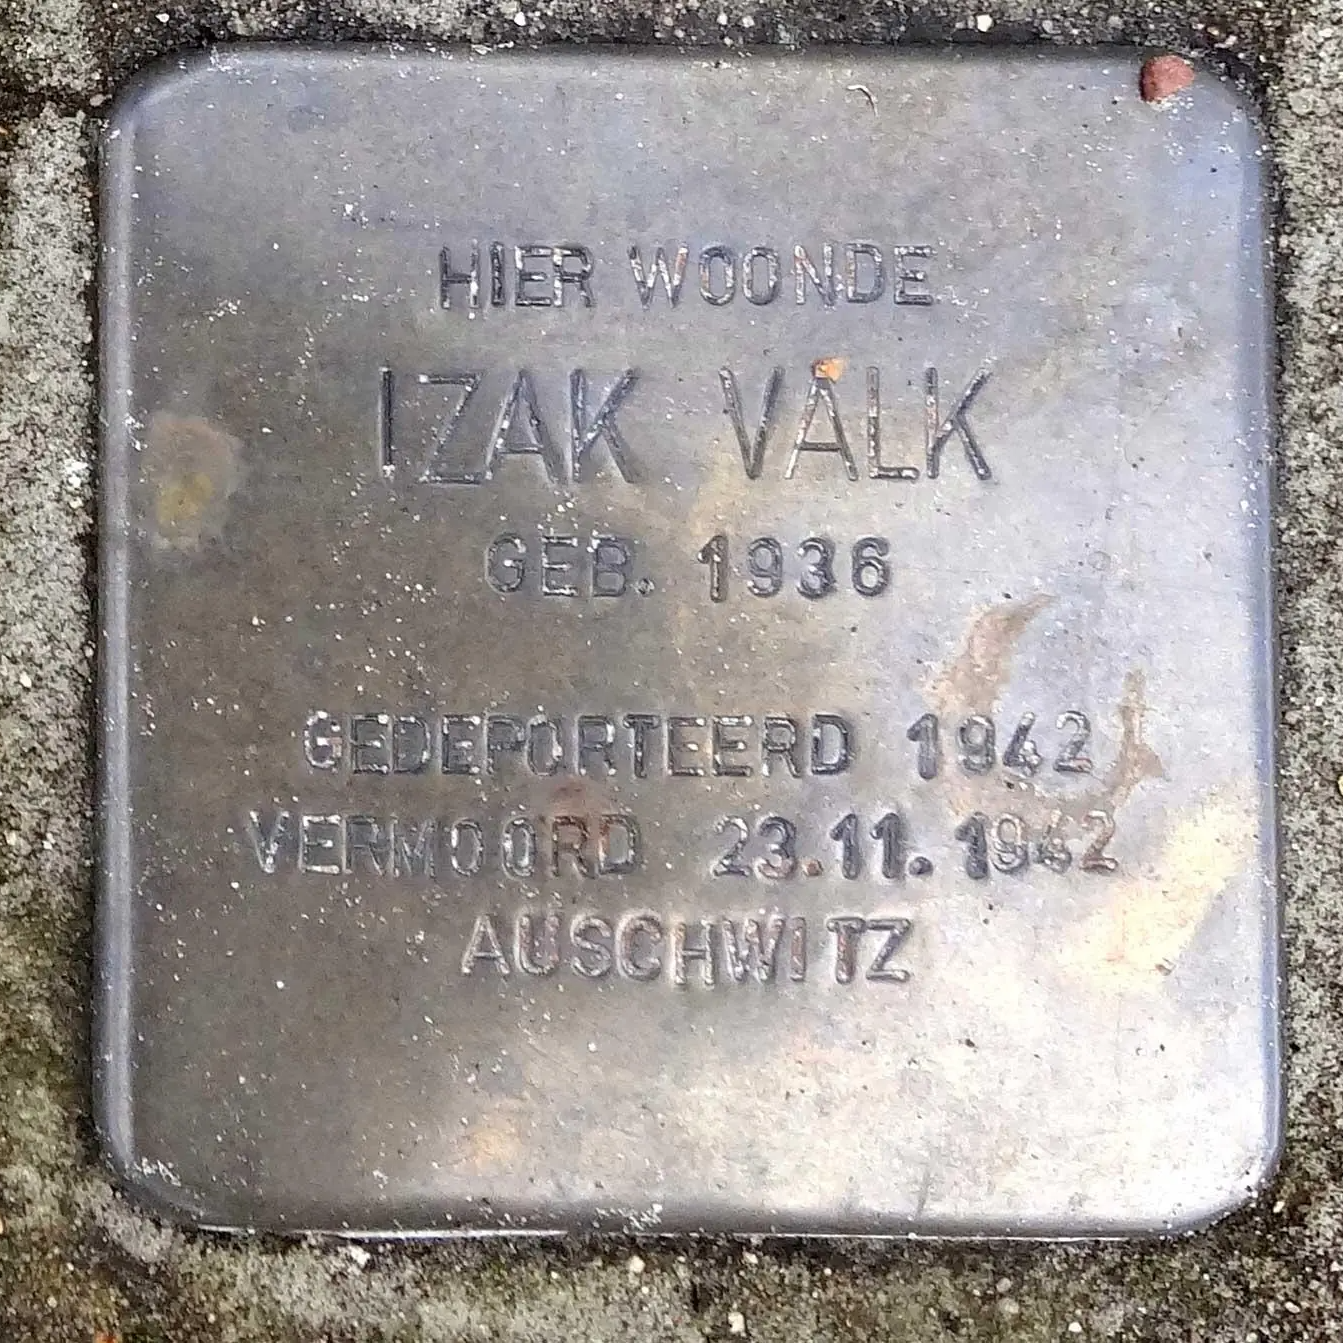 HIER WOONDE
IZAK VALK
GEB. 1936
GEDEPORTEERD 1942
VERMOORD 23.11.1942
AUSCHWITZ